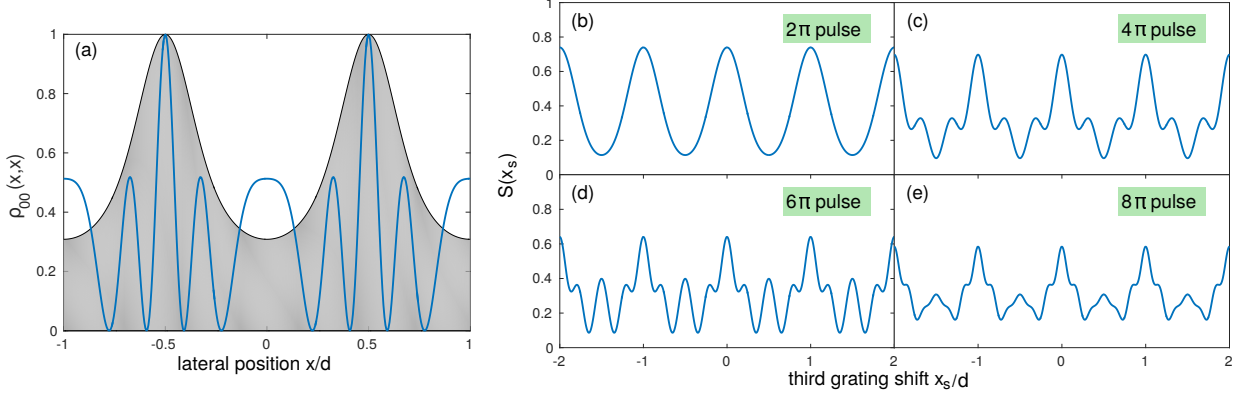 (a)
ρ00(x,x)
1
0.8
0.6
0.4
0.2
0
-1
-0.5
0
0.5
1
lateral position x/d
S(xs)
1
0.8
0.6
0.4
0.2
(b)
2π pulse
(c)
4π pulse
0.8
0.6
0.4
0.2
0
(d)
6π pulse
(e)
8π pulse
-2
-1
0
1
2
-1
0
1
2
third grating shift xs/d